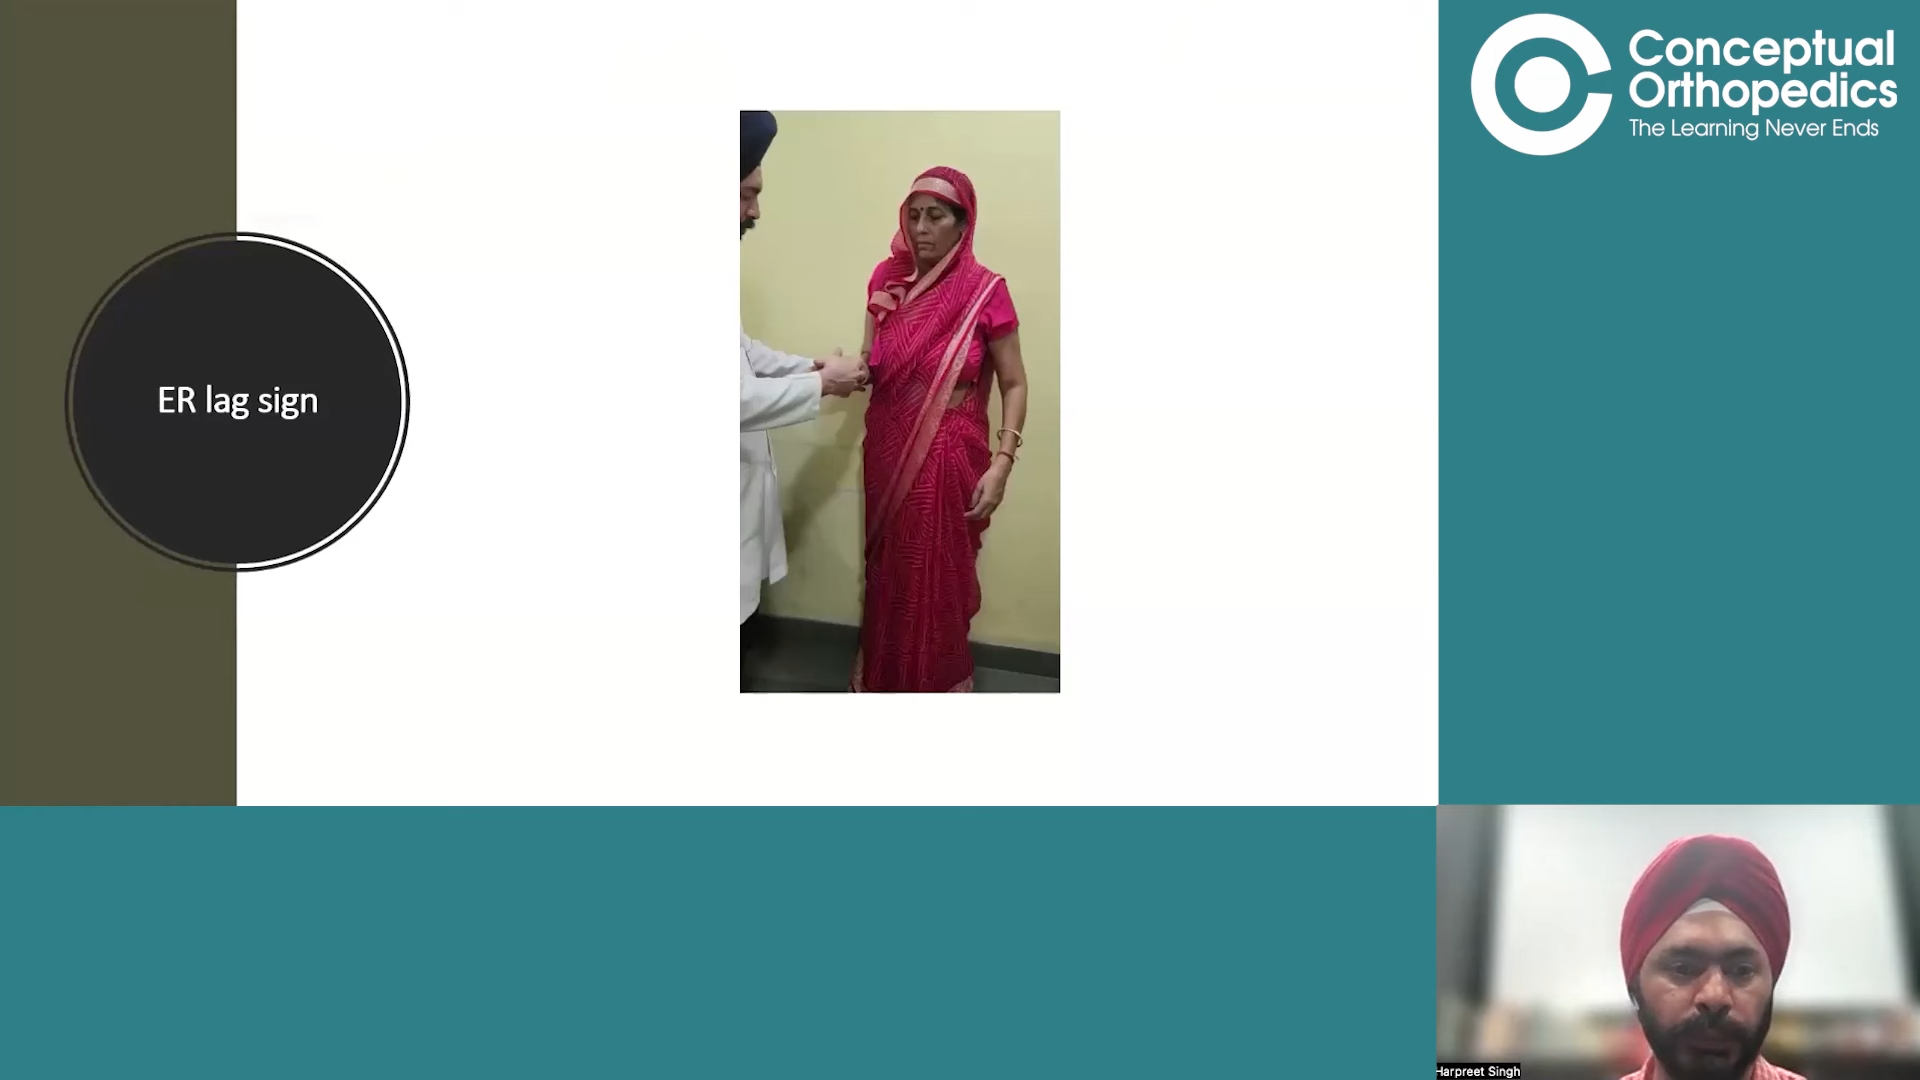 Conceptual
Orthopedics
The Learning Never Ends
ER lag sign
Harpreet Singh